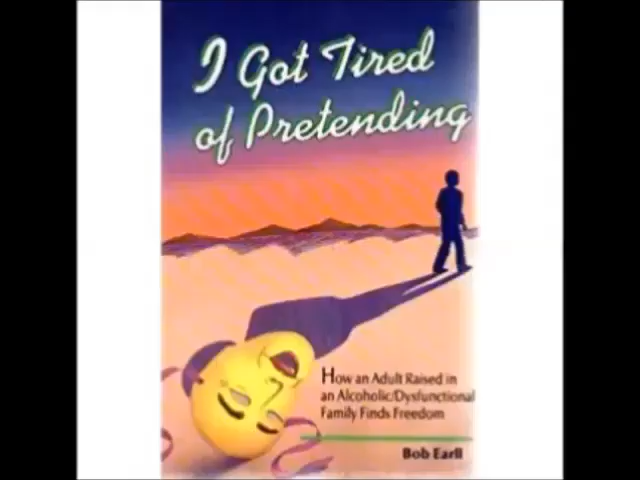 I Got Tired
of Pretending
How an Adult Raised in
an Alcoholic/Dysfunctional
Family Finds Freedom
Bob Earll